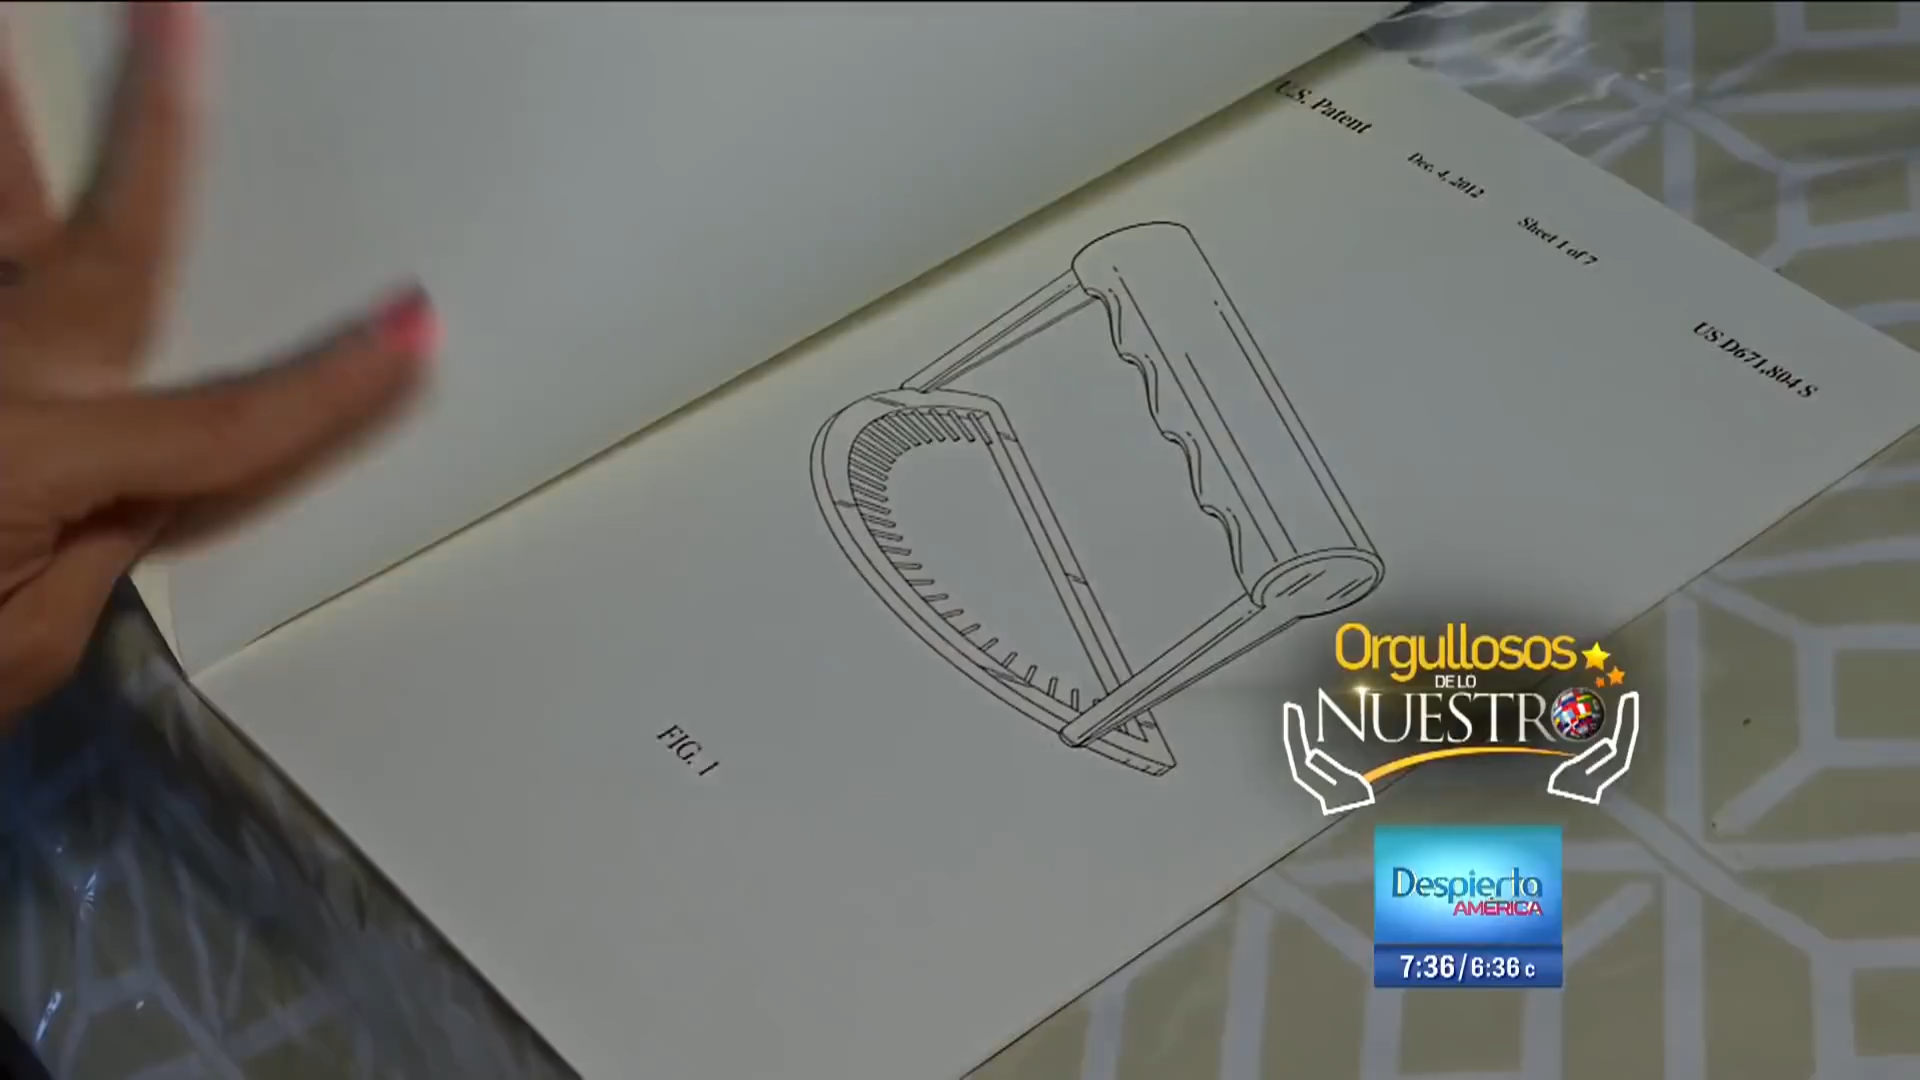 U.S. Patent
Dec. 4, 2012
Sheet 1 of 7
US D671,804 S
FIG. 1
Orgullosos
DE LO
NUESTRO
Despierta
AMÉRICA
7:36/6:36 c